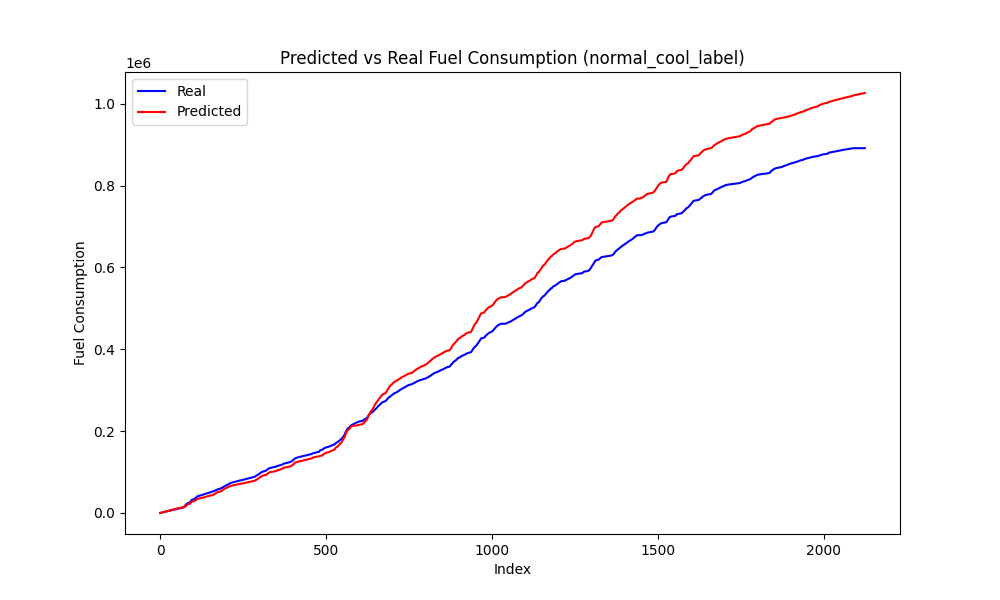 Predicted vs Real Fuel Consumption (normal_cool_label)
1e6
Real
Predicted
1.0
0.8
0.6
0.4
0.2
0.0
Fuel Consumption
0 500 1000 1500 2000
Index